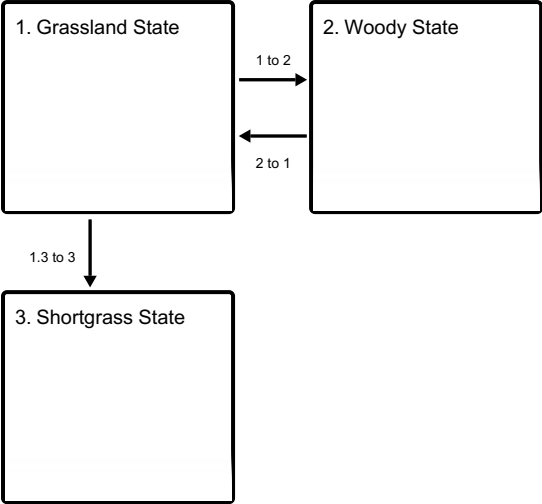 1. Grassland State
2. Woody State
1 to 2
2 to 1
1.3 to 3
3. Shortgrass State